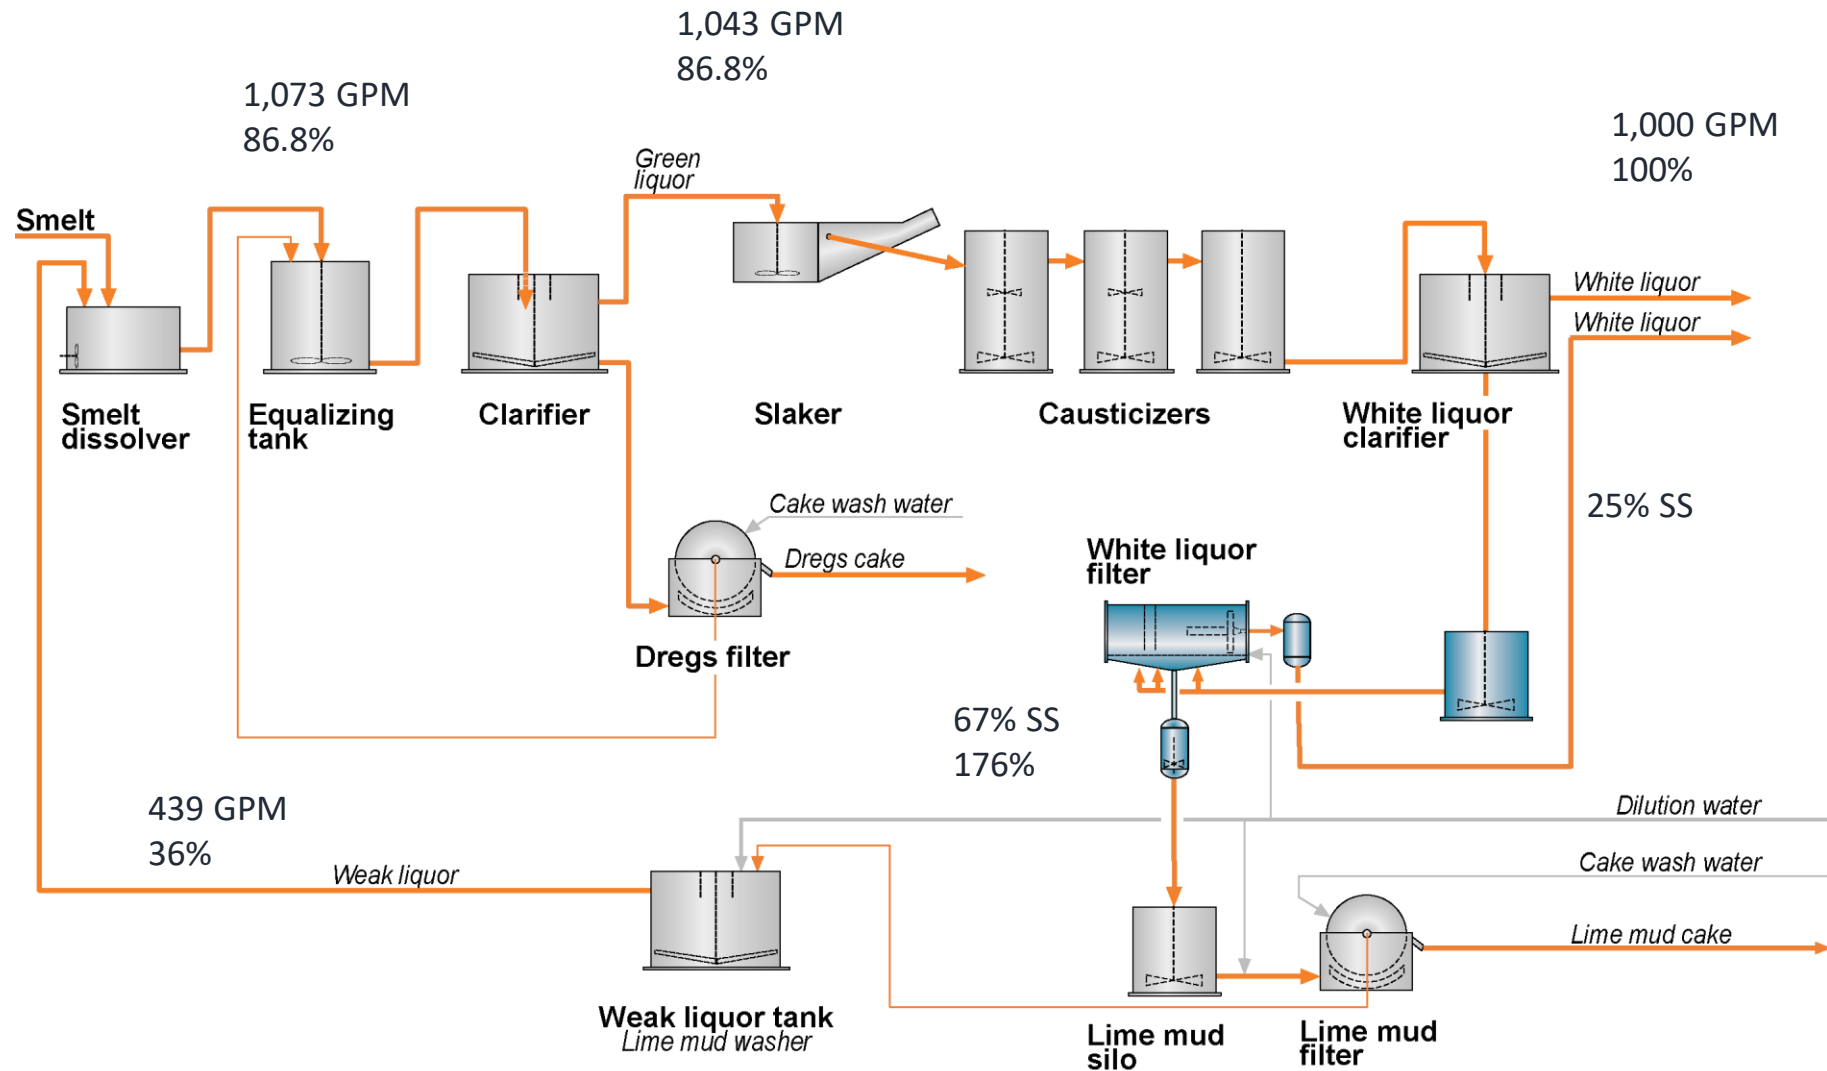 1,043 GPM
86.8%
1,073 GPM
86.8%
1,000 GPM
100%
Green
liquor
Smelt
White liquor
White liquor
Smelt
dissolver
Equalizing
tank
Clarifier
Slaker
Causticizers
White liquor
clarifier
25% SS
Cake wash water
Dregs cake
White liquor
filter
Dregs filter
67% SS
176%
439 GPM
36%
Dilution water
Weak liquor
Cake wash water
Lime mud cake
Weak liquor tank
Lime mud washer
Lime mud
silo
Lime mud
filter